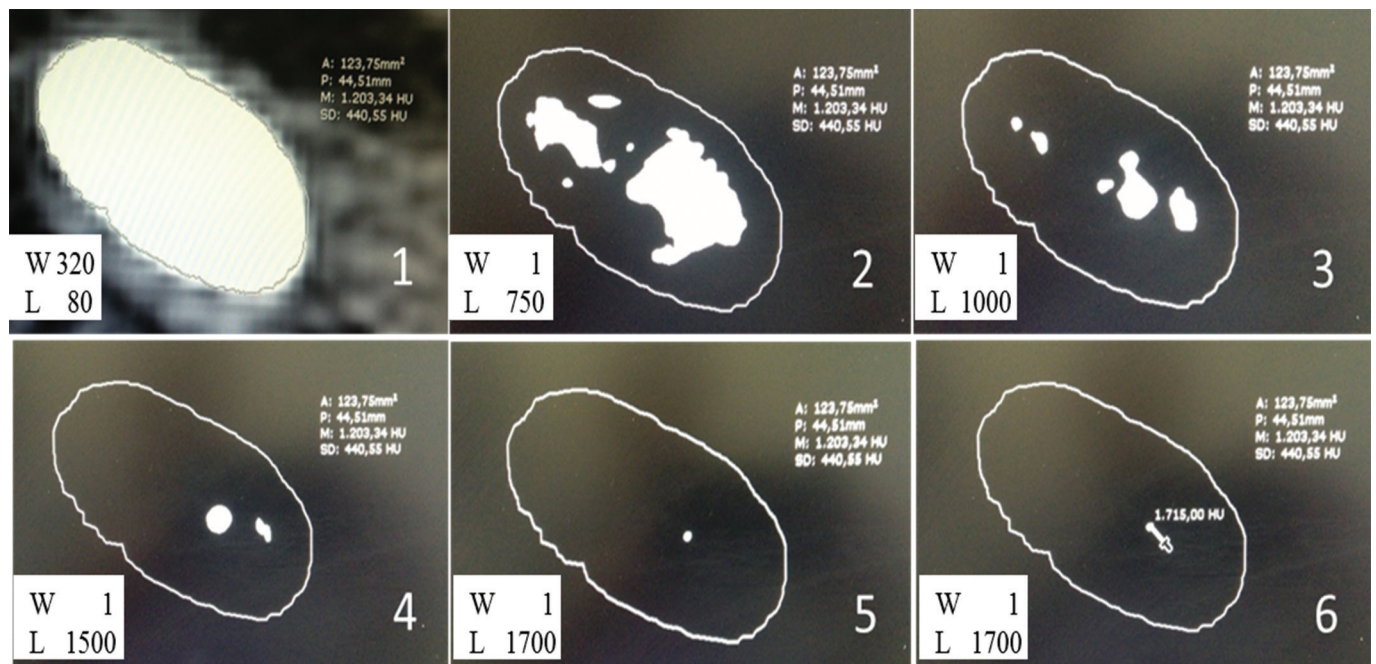 A: 123,75mm²
P: 44,51mm
M: 1.203,34 HU
SD: 440,55 HU
W 320
L 80
1
A: 123,75mm²
P: 44,51mm
M: 1.203,34 HU
SD: 440,55 HU
W 1
L 750
2
A: 123,75mm²
P: 44,51mm
M: 1.203,34 HU
SD: 440,55 HU
W 1
L 1000
3
A: 123,75mm²
P: 44,51mm
M: 1.203,34 HU
SD: 440,55 HU
W 1
L 1500
4
A: 123,75mm²
P: 44,51mm
M: 1.203,34 HU
SD: 440,55 HU
W 1
L 1700
5
A: 123,75mm²
P: 44,51mm
M: 1.203,34 HU
SD: 440,55 HU
1.715,00 HU
W 1
L 1700
6